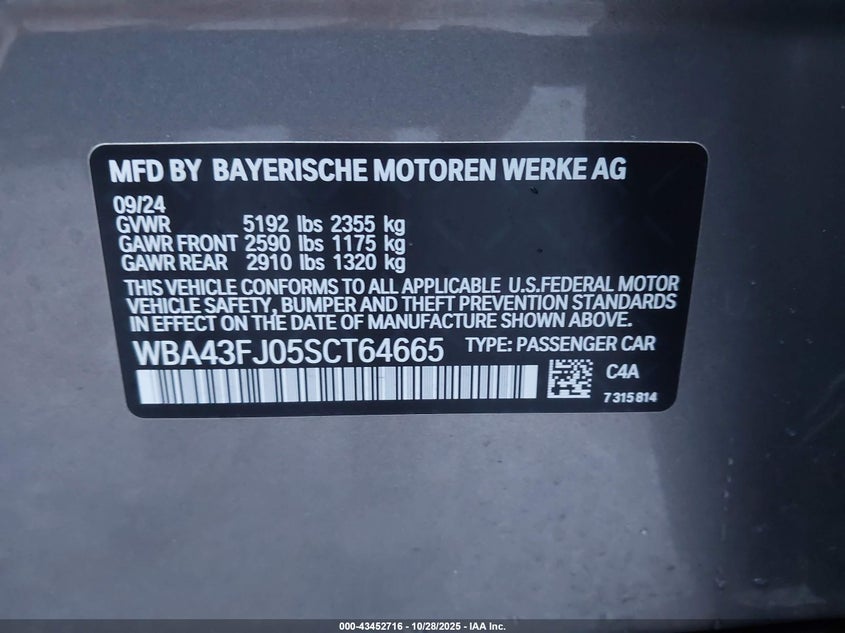 MFD BY BAYERISCHE MOTOREN WERKE AG
09/24
GVWR 5192 lbs 2355 kg
GAWR FRONT 2590 lbs 1175 kg
GAWR REAR 2910 lbs 1320 kg
THIS VEHICLE CONFORMS TO ALL APPLICABLE U.S.FEDERAL MOTOR
VEHICLE SAFETY, BUMPER AND THEFT PREVENTION STANDARDS
IN EFFECT ON THE DATE OF MANUFACTURE SHOWN ABOVE.
WBA43FJ05SCT64665 TYPE: PASSENGER CAR
C4A
7315814
000-43452716 | 10/28/2025 - IAA Inc.